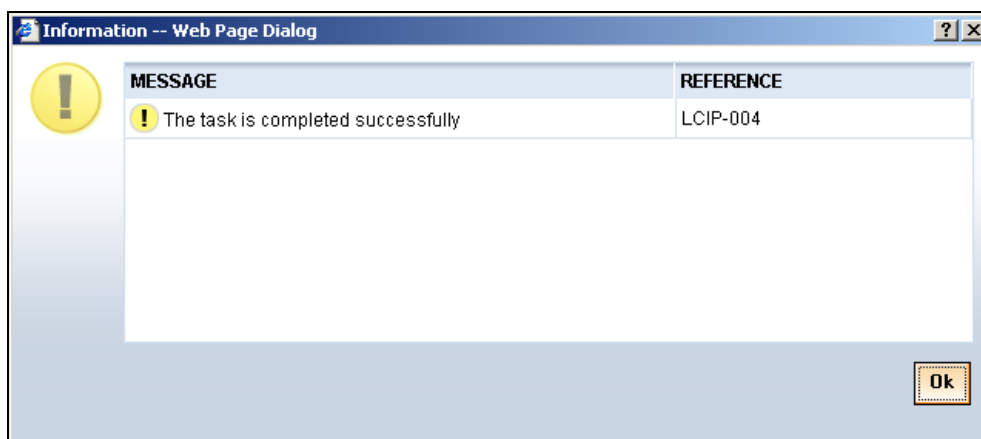 Information -- Web Page Dialog
MESSAGE REFERENCE
The task is completed successfully LCIP-004
Ok